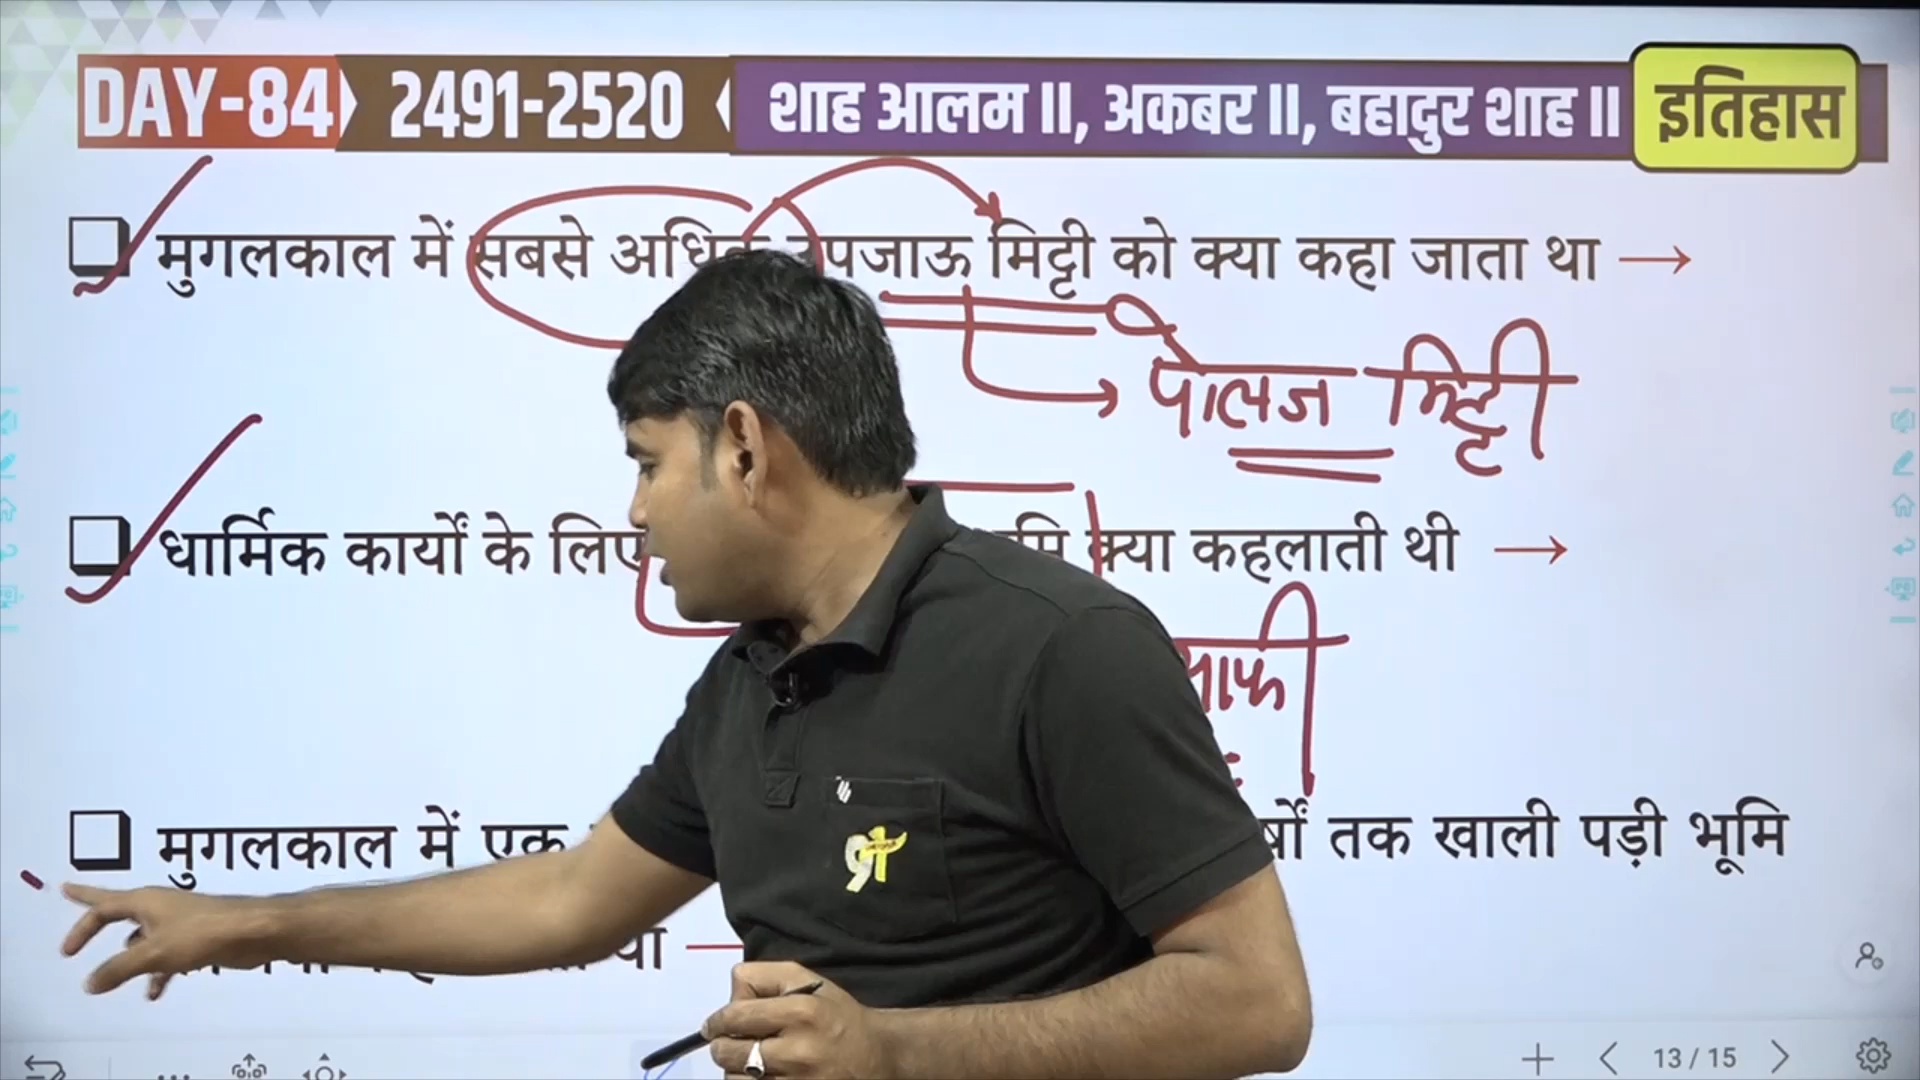 DAY-84 2491-2520 शाह आलम II, अकबर II, बहादुर शाह II इतिहास
मुगलकाल में सबसे अधिक उपजाऊ मिट्टी को क्या कहा जाता था →
पोलज मिट्टी
धार्मिक कार्यों के लिए क्या कहलाती थी →
मुगलकाल में एक तक खाली पड़ी भूमि
था
13 / 15